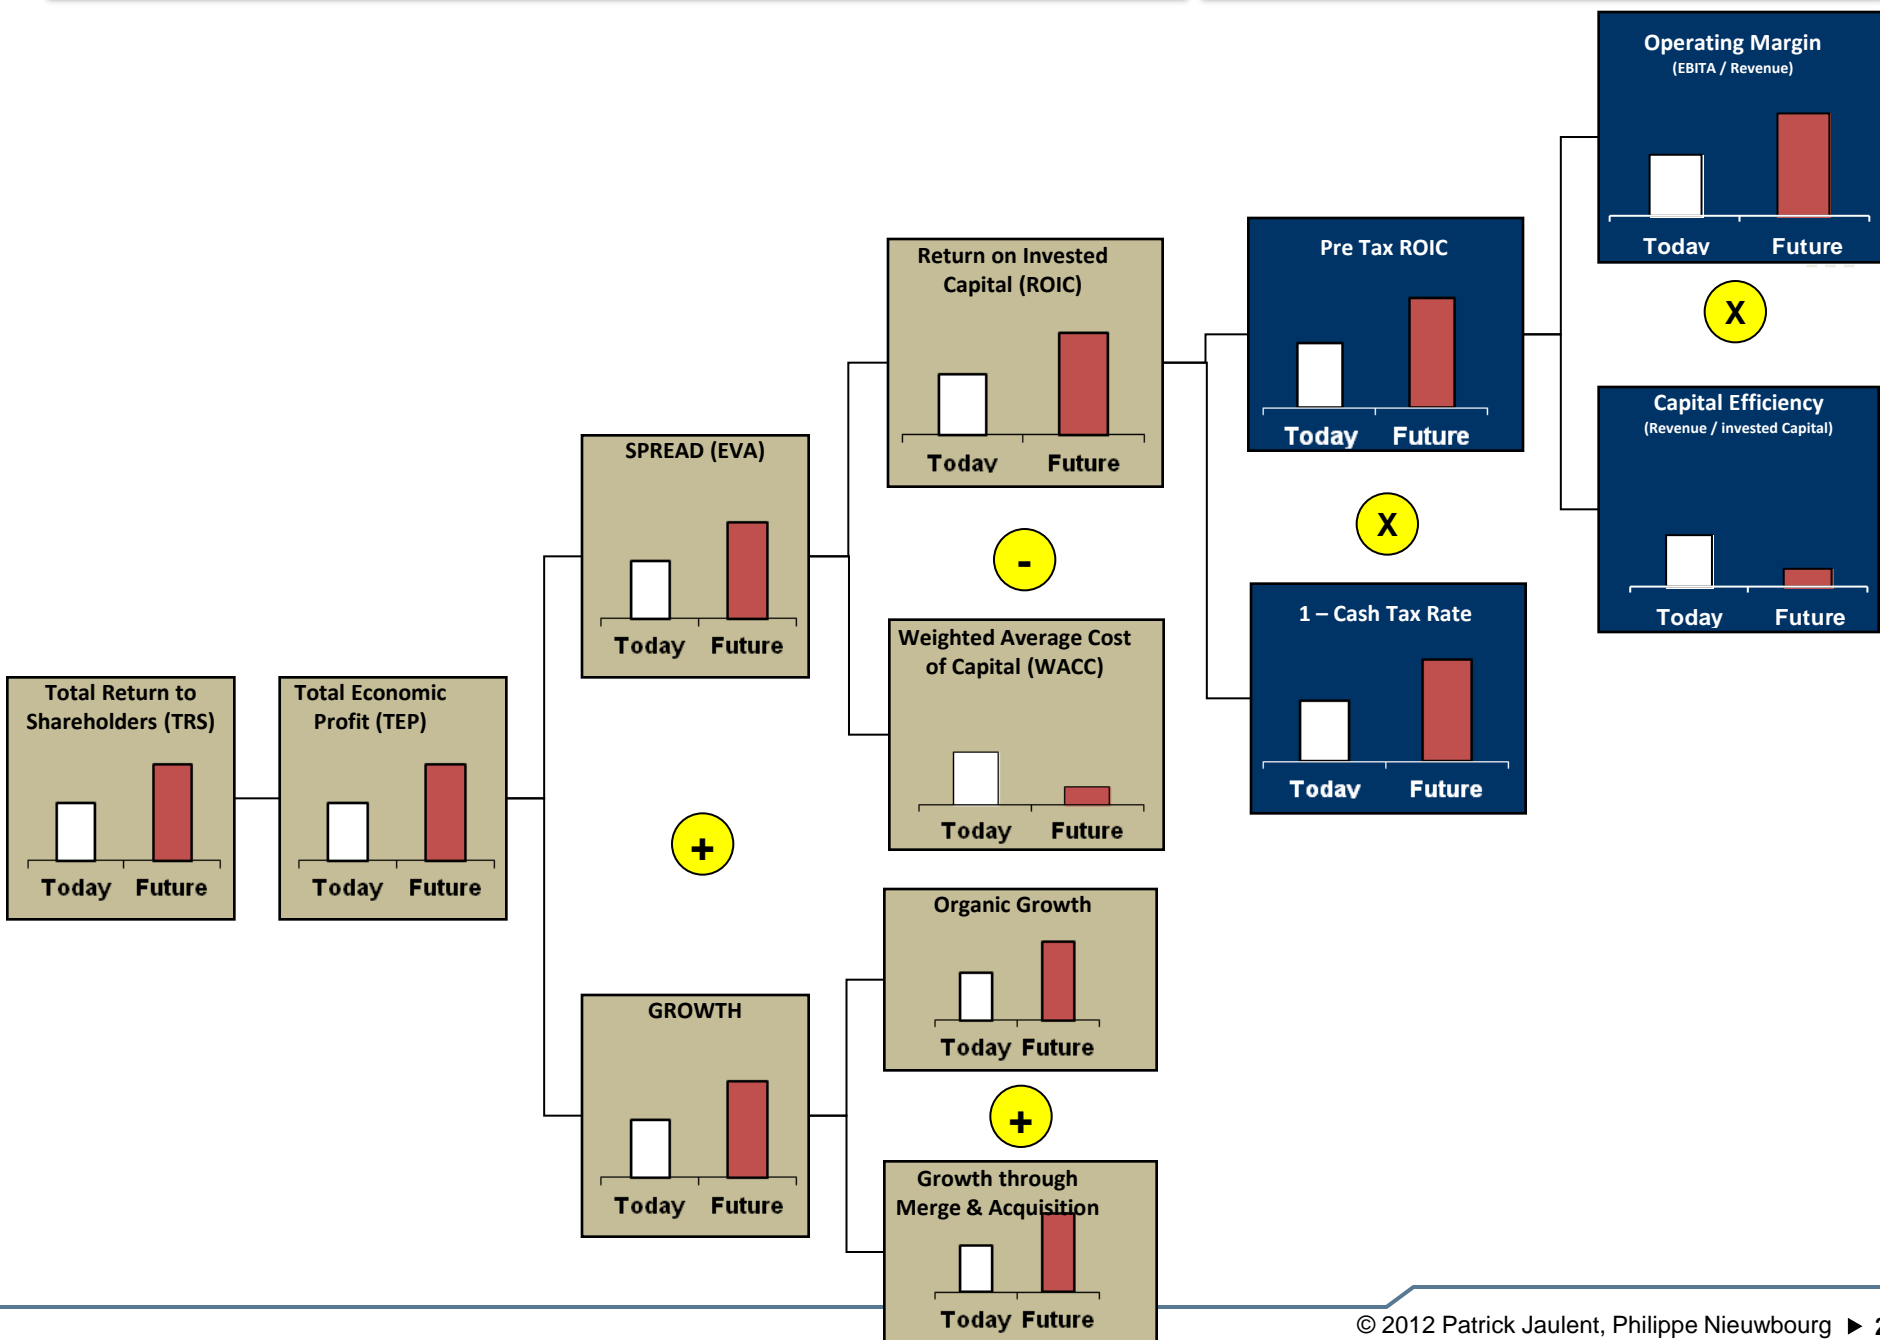 Operating Margin
(EBITA / Revenue)
Today Future
X
Capital Efficiency
(Revenue / invested Capital)
Today Future
Pre Tax ROIC
Today Future
X
1 – Cash Tax Rate
Today Future
Return on Invested
Capital (ROIC)
Today Future
-
Weighted Average Cost
of Capital (WACC)
Today Future
SPREAD (EVA)
Today Future
+
GROWTH
Today Future
Organic Growth
Today Future
+
Growth through
Merge & Acquisition
Today Future
Total Return to
Shareholders (TRS)
Today Future
Total Economic
Profit (TEP)
Today Future
© 2012 Patrick Jaulent, Philippe Nieuwbourg ►